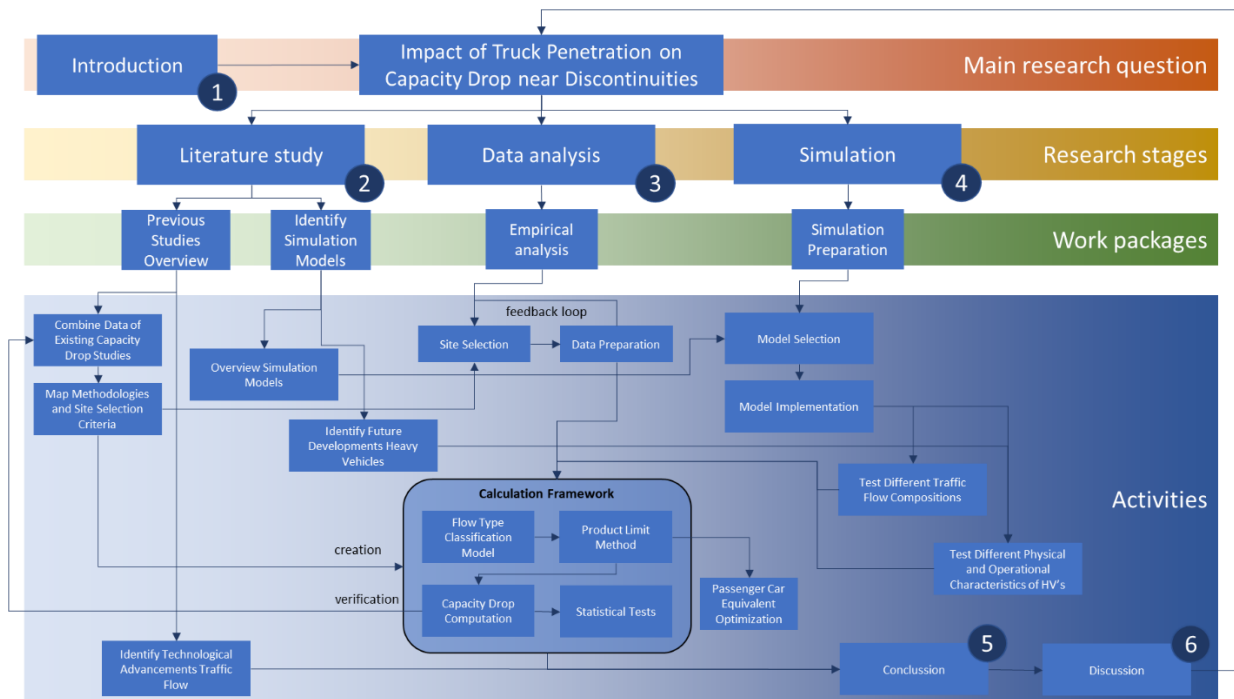 Introduction
1
Impact of Truck Penetration on
Capacity Drop near Discontinuities
Main research question
Literature study
2
Data analysis
3
Simulation
4
Research stages
Previous
Studies
Overview
Identify
Simulation
Models
Empirical
analysis
Simulation
Preparation
Work packages
Combine Data of
Existing Capacity
Drop Studies
Map Methodologies
and Site Selection
Criteria
Overview Simulation
Models
Identify Future
Developments Heavy
Vehicles
feedback loop
Site Selection
Data Preparation
Model Selection
Model Implementation
Test Different Traffic
Flow Compositions
Test Different Physical
and Operational
Characteristics of HV's
Activities
Calculation Framework
Flow Type
Classification
Model
Product Limit
Method
Capacity Drop
Computation
Statistical Tests
Passenger Car
Equivalent
Optimization
creation
verification
Identify Technological
Advancements Traffic
Flow
Conclussion
5
Discussion
6